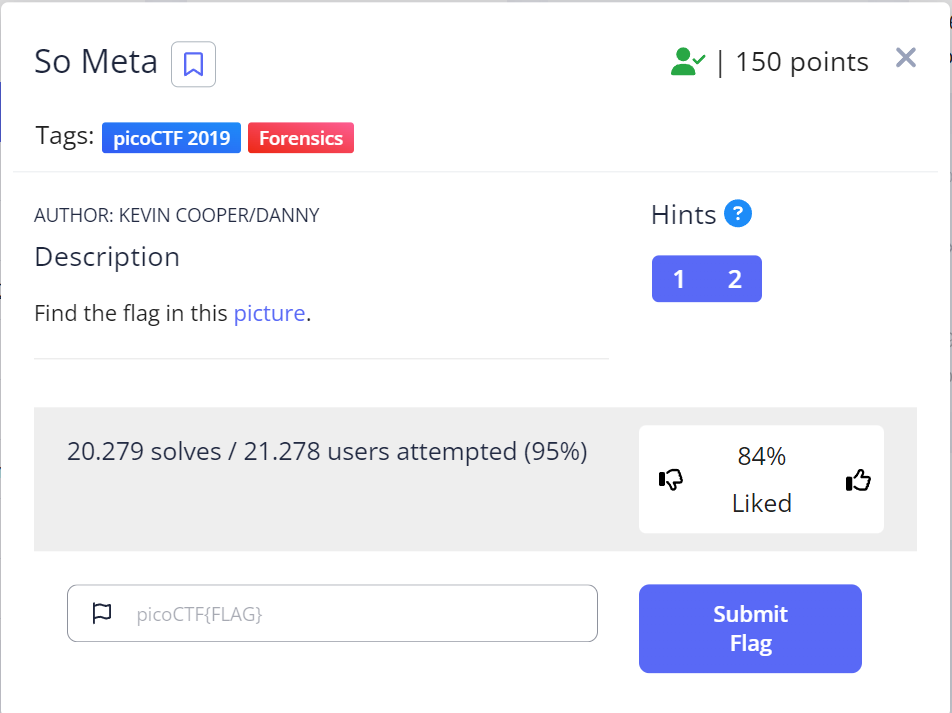 So Meta
| 150 points
Tags: picoCTF 2019 Forensics
AUTHOR: KEVIN COOPER/DANNY
Description
Find the flag in this picture.
Hints ?
1 2
20.279 solves / 21.278 users attempted (95%)
84%
Liked
picoCTF{FLAG}
Submit
Flag